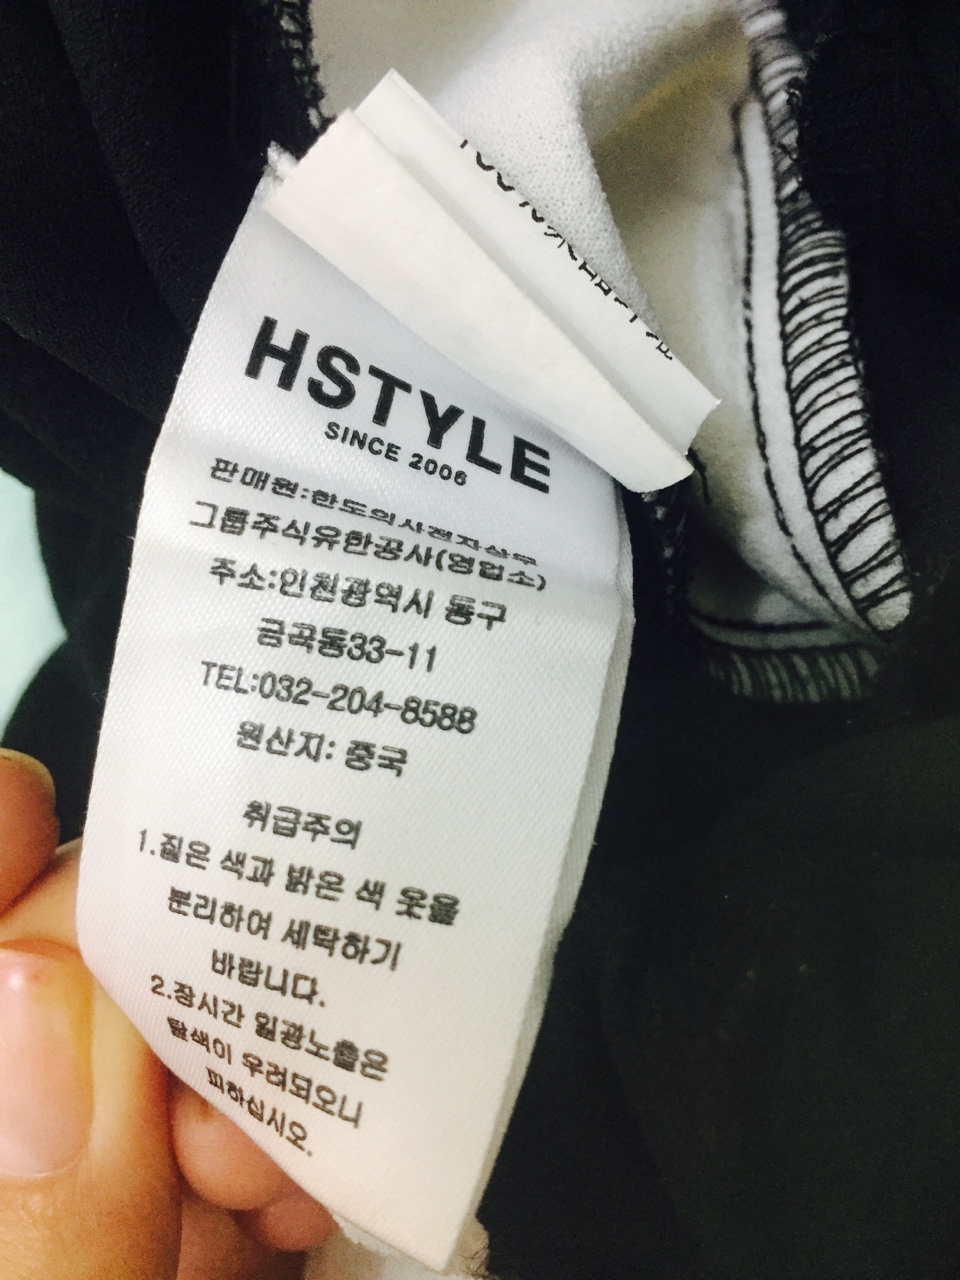 HSTYLE
SINCE 2006
판매원:한도의사전자상무
그룹주식유한공사(영업소)
주소:인천광역시 동구
금곡동33-11
TEL:032-204-8588
원산지: 중국
취급주의
1.짙은 색과 밝은 색 옷을
분리하여 세탁하기
바랍니다.
2.장시간 일광노출은
탈색이 우려되오니
피하십시오.